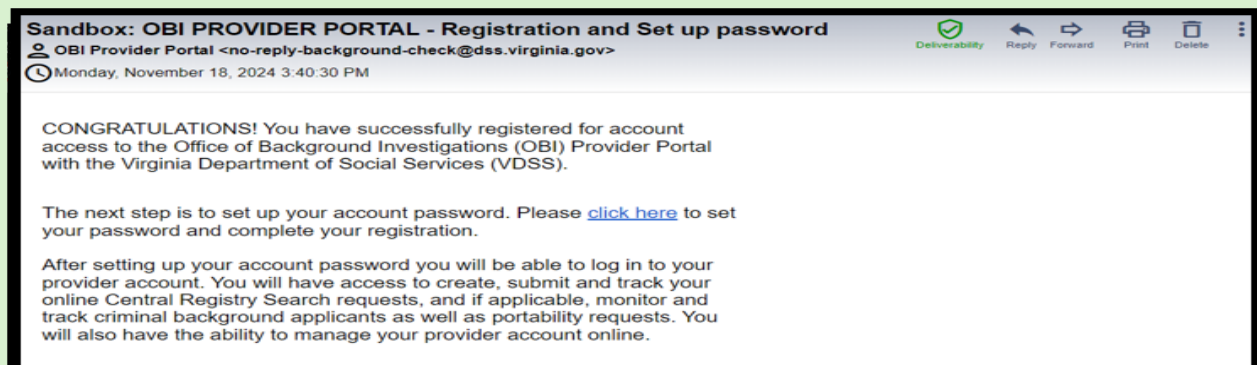 Sandbox: OBI PROVIDER PORTAL - Registration and Set up password
OBI Provider Portal <no-reply-background-check@dss.virginia.gov>
Monday, November 18, 2024 3:40:30 PM
Deliverability Reply Forward Print Delete
CONGRATULATIONS! You have successfully registered for account
access to the Office of Background Investigations (OBI) Provider Portal
with the Virginia Department of Social Services (VDSS).
The next step is to set up your account password. Please click here to set
your password and complete your registration.
After setting up your account password you will be able to log in to your
provider account. You will have access to create, submit and track your
online Central Registry Search requests, and if applicable, monitor and
track criminal background applicants as well as portability requests. You
will also have the ability to manage your provider account online.